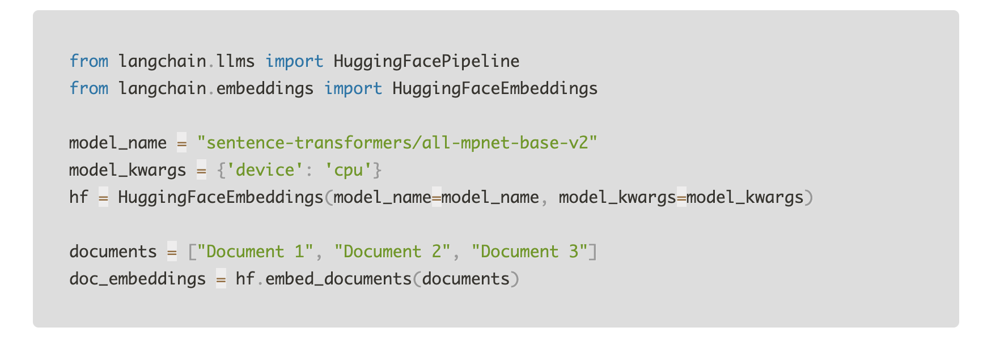 from langchain.llms import HuggingFacePipeline
from langchain.embeddings import HuggingFaceEmbeddings
model_name = "sentence-transformers/all-mpnet-base-v2"
model_kwargs = {'device': 'cpu'}
hf = HuggingFaceEmbeddings(model_name=model_name, model_kwargs=model_kwargs)
documents = ["Document 1", "Document 2", "Document 3"]
doc_embeddings = hf.embed_documents(documents)